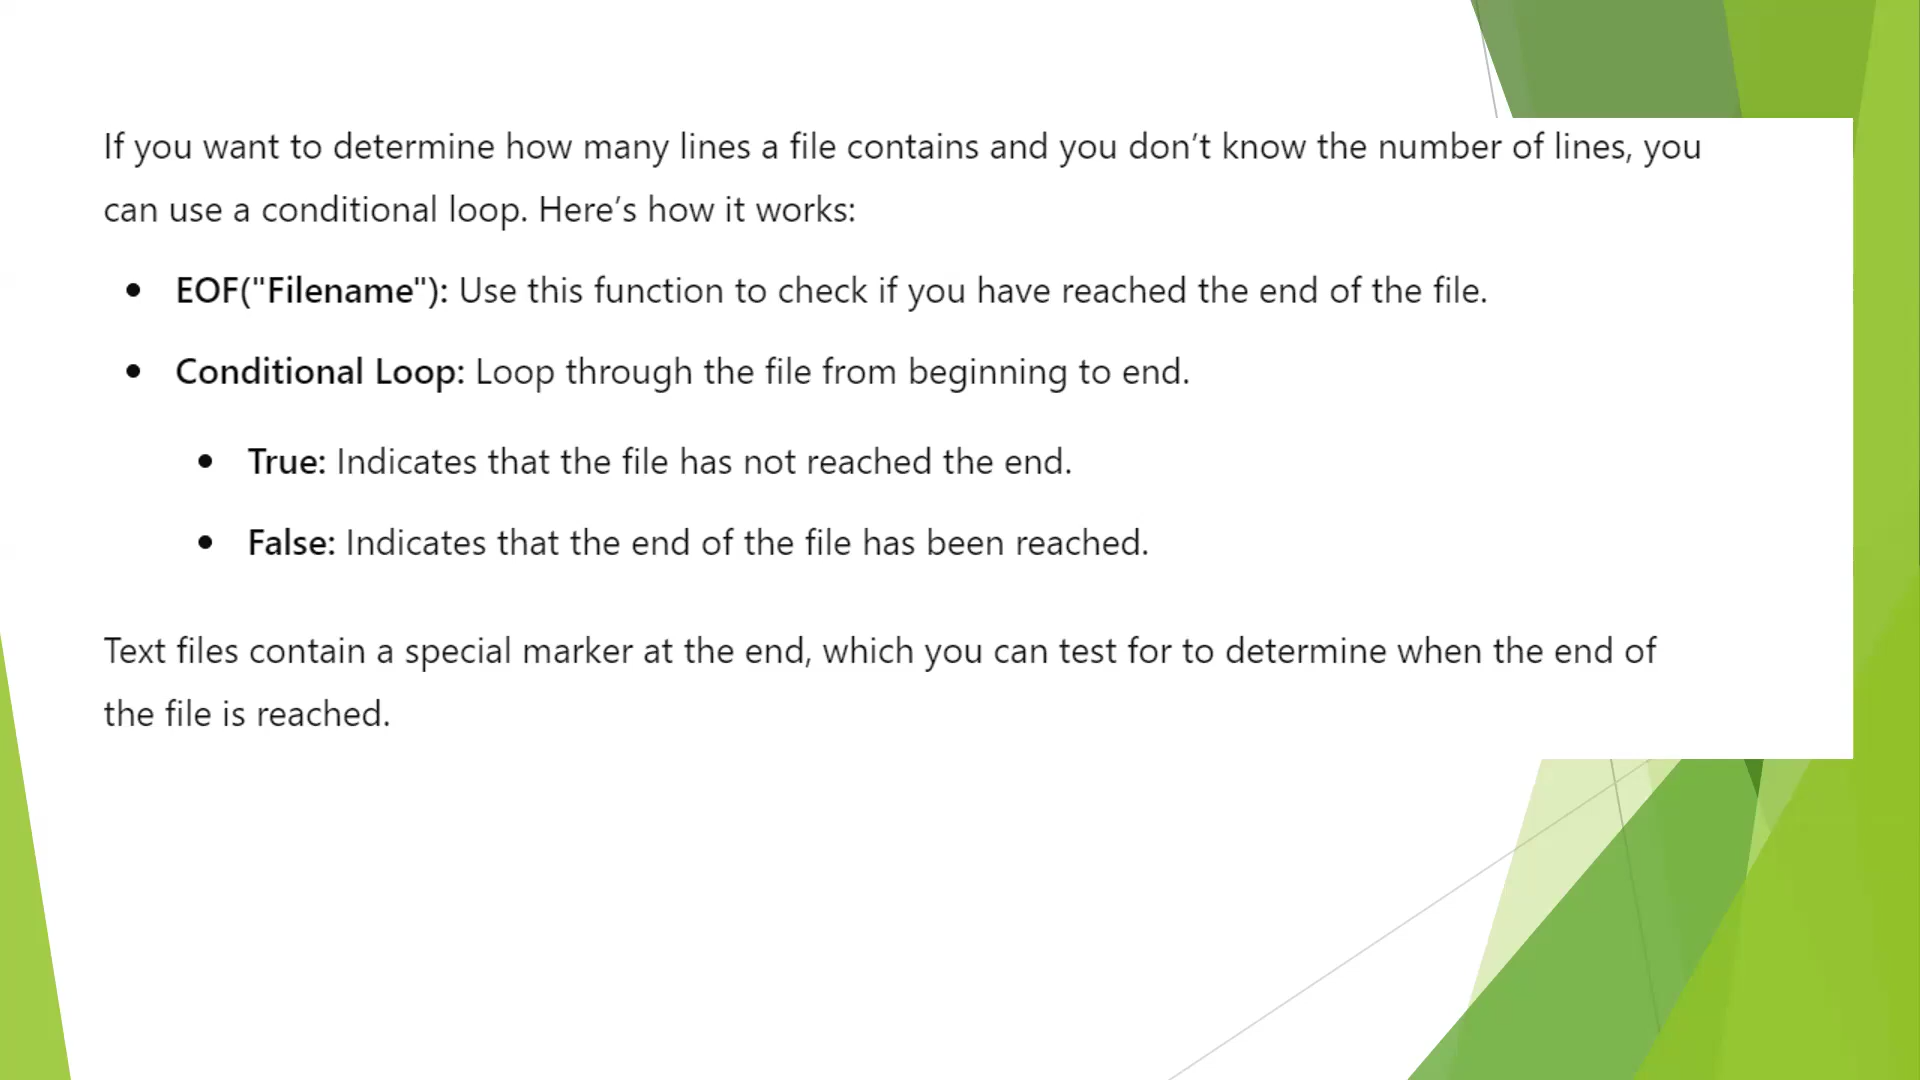 If you want to determine how many lines a file contains and you don’t know the number of lines, you
can use a conditional loop. Here’s how it works:
• EOF("Filename"): Use this function to check if you have reached the end of the file.
• Conditional Loop: Loop through the file from beginning to end.
• True: Indicates that the file has not reached the end.
• False: Indicates that the end of the file has been reached.
Text files contain a special marker at the end, which you can test for to determine when the end of
the file is reached.